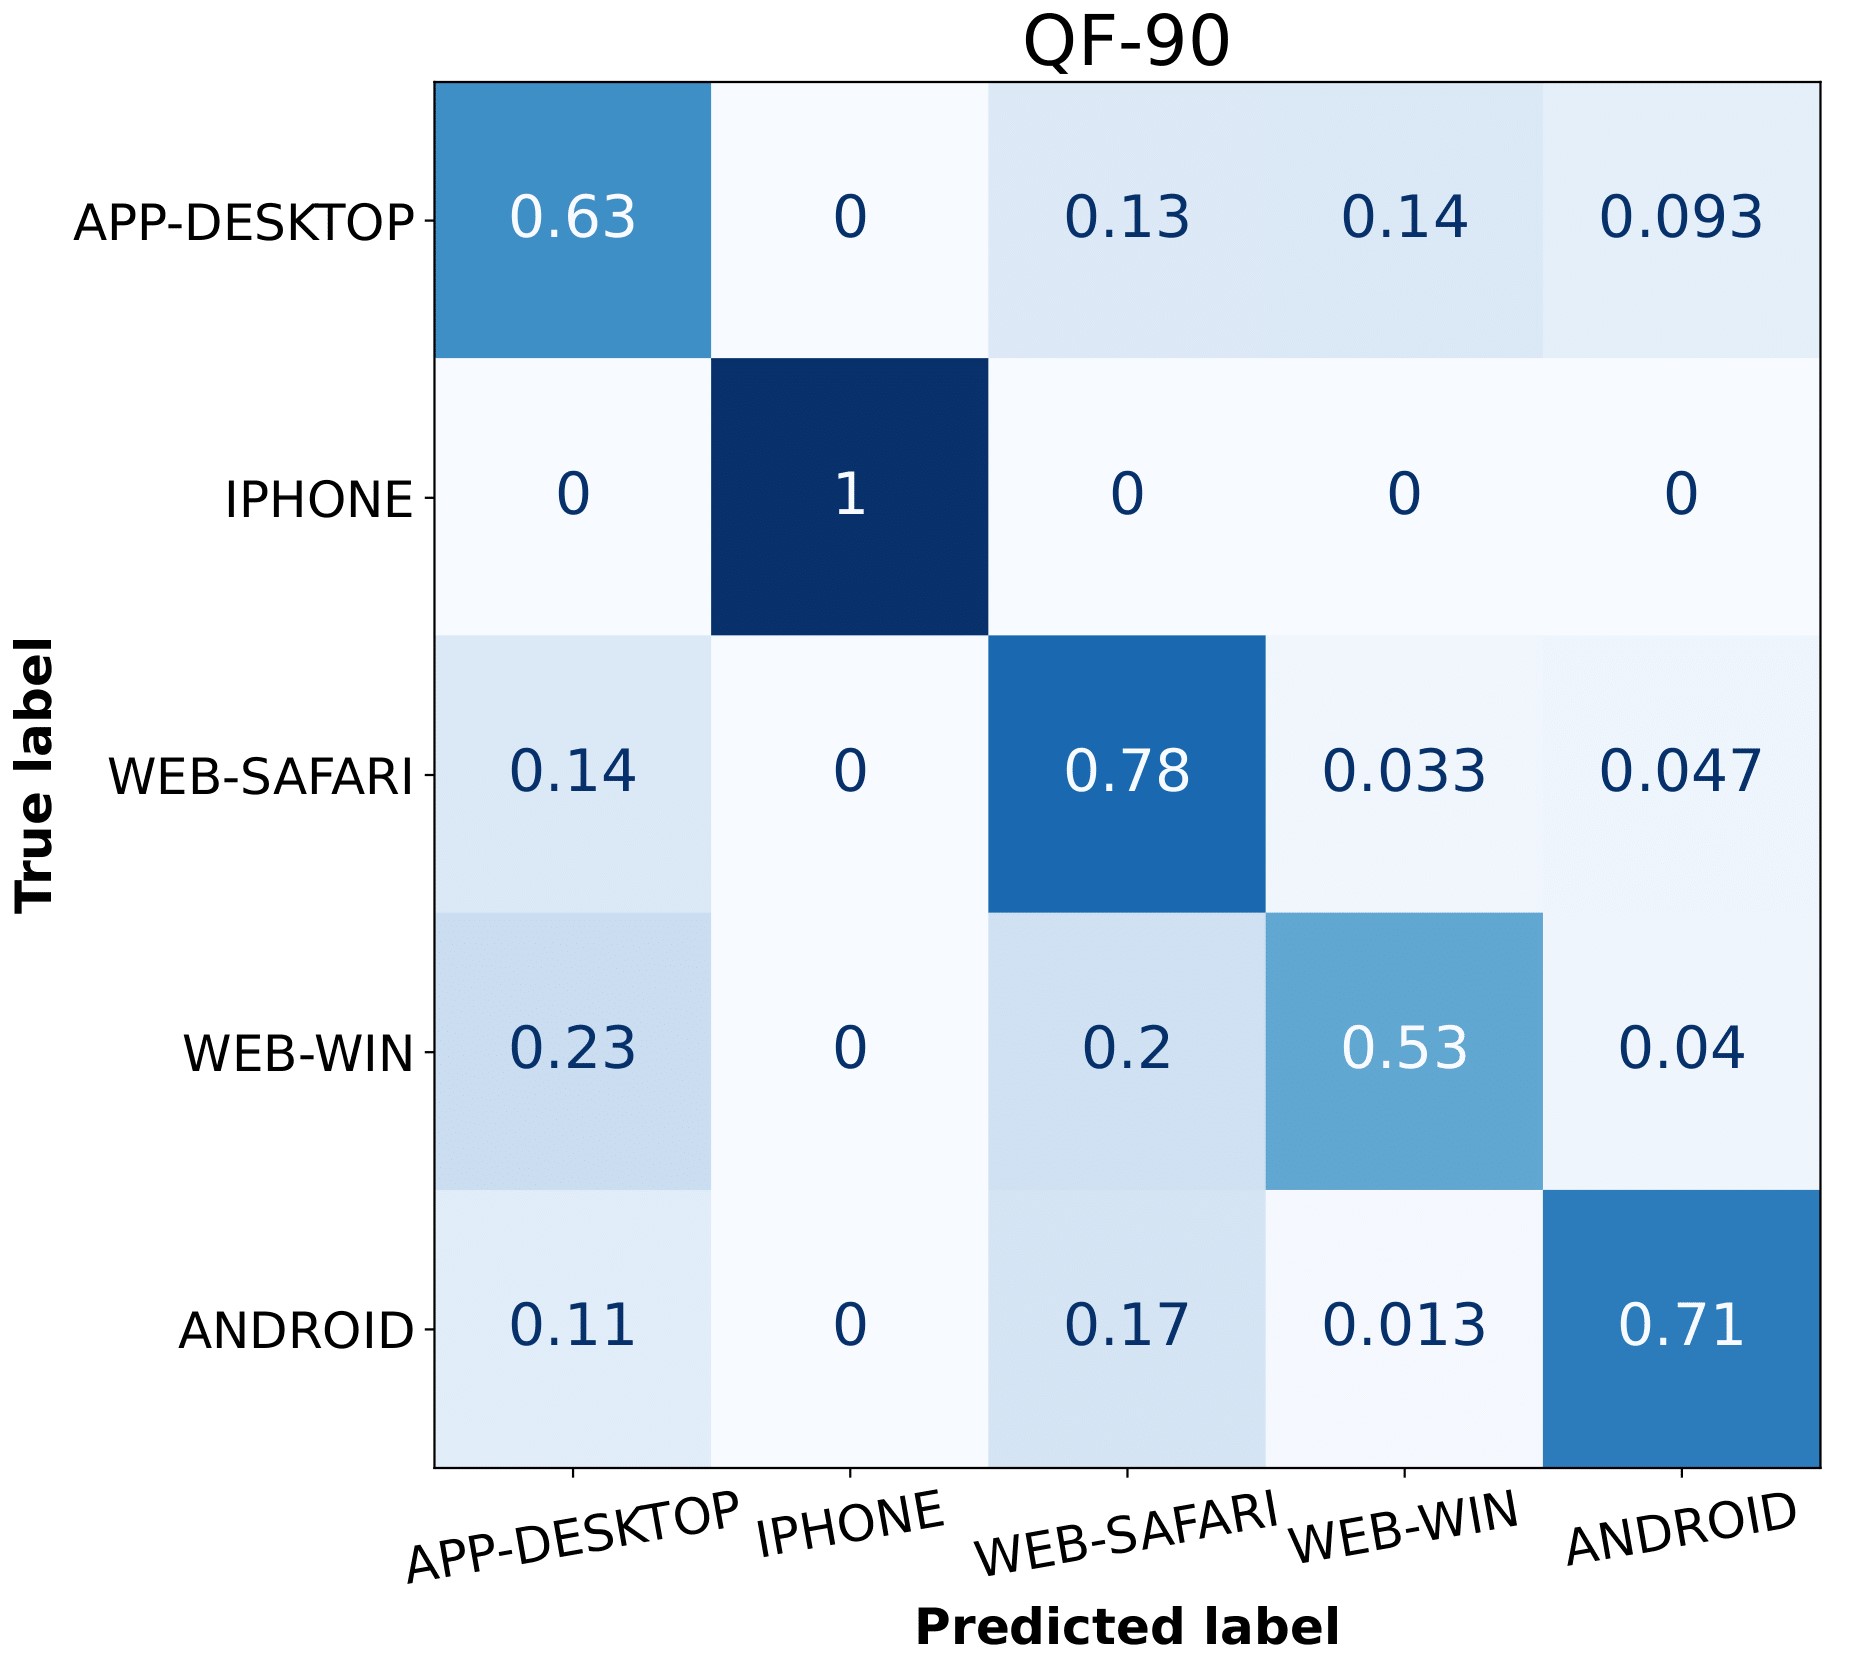 QF-90
APP-DESKTOP 0.63 0 0.13 0.14 0.093
IPHONE 0 1 0 0 0
True label
WEB-SAFARI 0.14 0 0.78 0.033 0.047
WEB-WIN 0.23 0 0.2 0.53 0.04
ANDROID 0.11 0 0.17 0.013 0.71
APP-DESKTOP IPHONE WEB-SAFARI WEB-WIN ANDROID
Predicted label